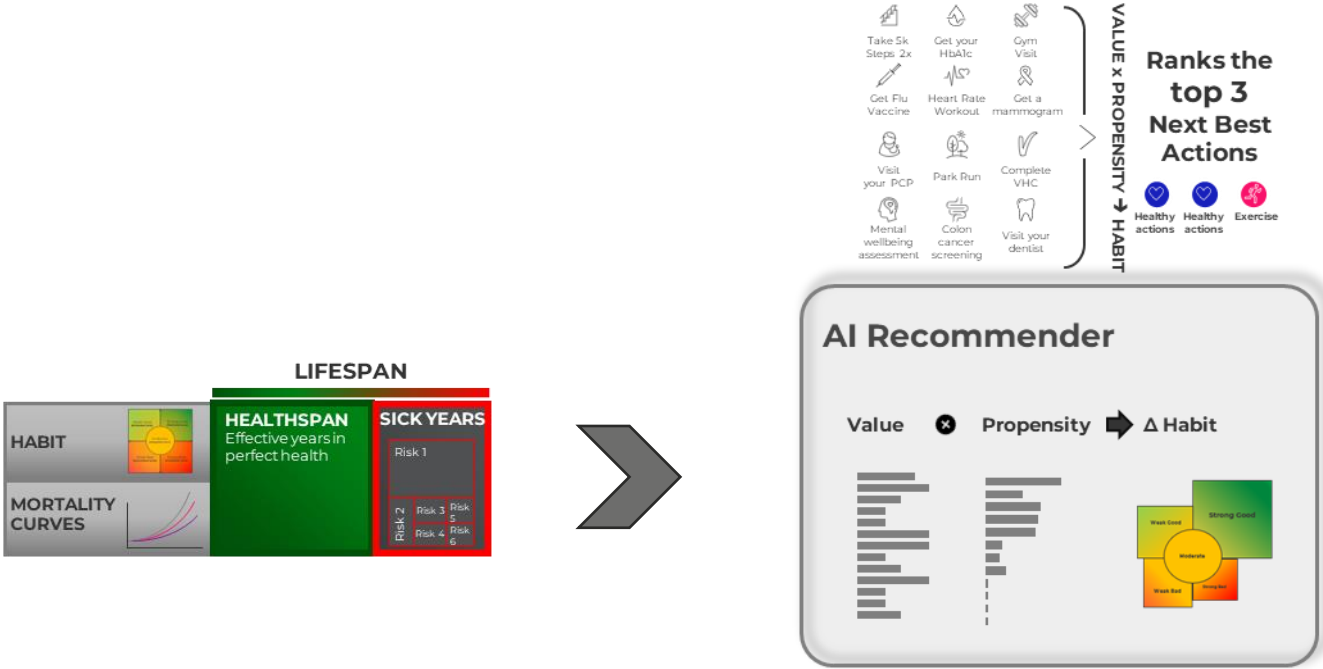 Take 5k
Steps 2x
Get your
HbA1c
Gym
Visit
Get Flu
Vaccine
Heart Rate
Workout
Get a
mammogram
Visit
your PCP
Park Run
Complete
VHC
Mental
wellbeing
assessment
Colon
cancer
screening
Visit your
dentist
VALUE x PROPENSITY → HABIT
Ranks the
top 3
Next Best
Actions
Healthy
actions
Healthy
actions
Exercise
LIFESPAN
HABIT
MORTALITY
CURVES
HEALTHSPAN
Effective years in
perfect health
SICK YEARS
Risk 1
Risk 2
Risk 3
Risk 4
Risk
5
Risk
6
AI Recommender
Value
Propensity
Δ Habit
Weak Good
Strong Good
Moderate
Weak Bad
Strong Bad